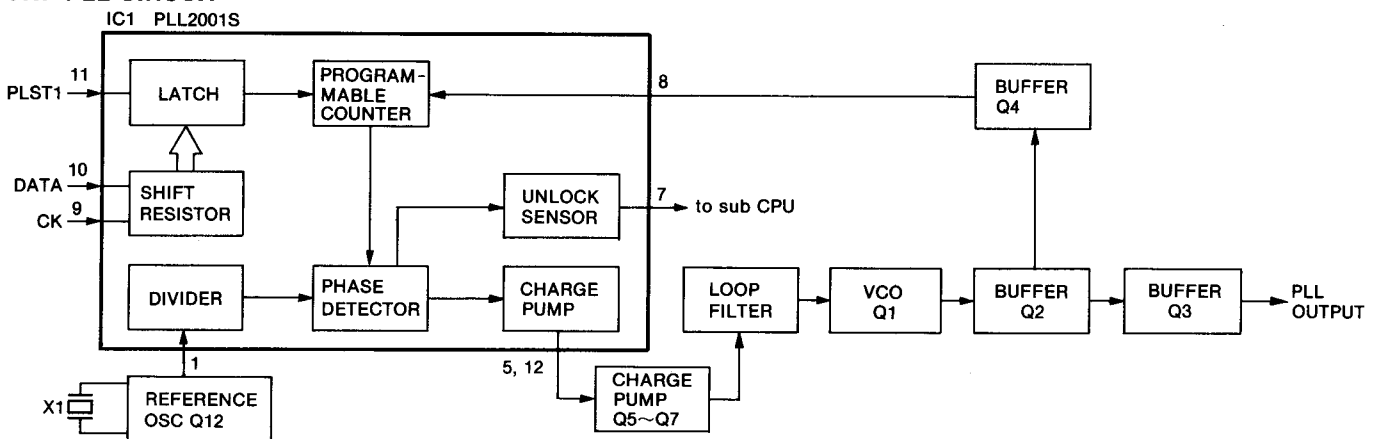 IC1 PLL2001S
PLST1
11
LATCH
PROGRAM-
MABLE
COUNTER
8
BUFFER
Q4
DATA
10
CK
9
SHIFT
RESISTOR
UNLOCK
SENSOR
7
to sub CPU
DIVIDER
PHASE
DETECTOR
CHARGE
PUMP
LOOP
FILTER
VCO
Q1
BUFFER
Q2
BUFFER
Q3
PLL
OUTPUT
1
5, 12
X1
REFERENCE
OSC Q12
CHARGE
PUMP
Q5~Q7